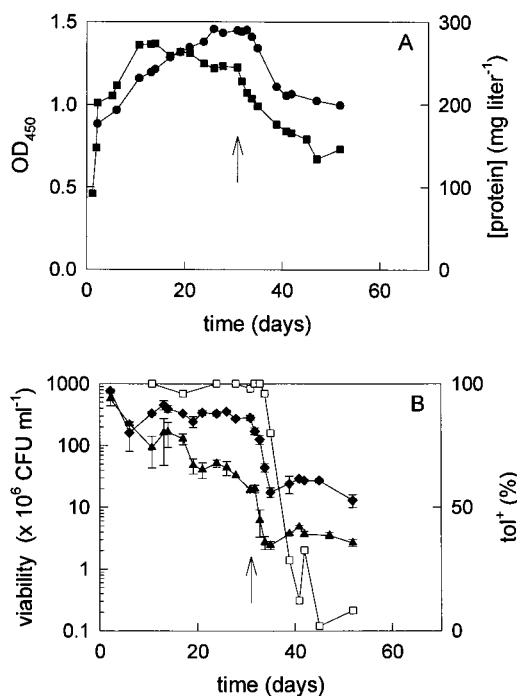 A
1.5
1.0
0.5
0.0
OD450
300
200
100
0
[protein] (mg liter-1)
0 20 40 60
time (days)
B
1000
100
10
1
0.1
viability (x 10^6 CFU ml-1)
100
50
0
tol+ (%)
0 20 40 60
time (days)